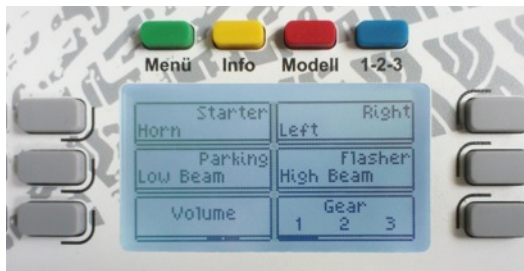 Menü Info Modell 1-2-3
Starter Right
Horn Left
Parking Flasher
Low Beam High Beam
Volume Gear
1 2 3